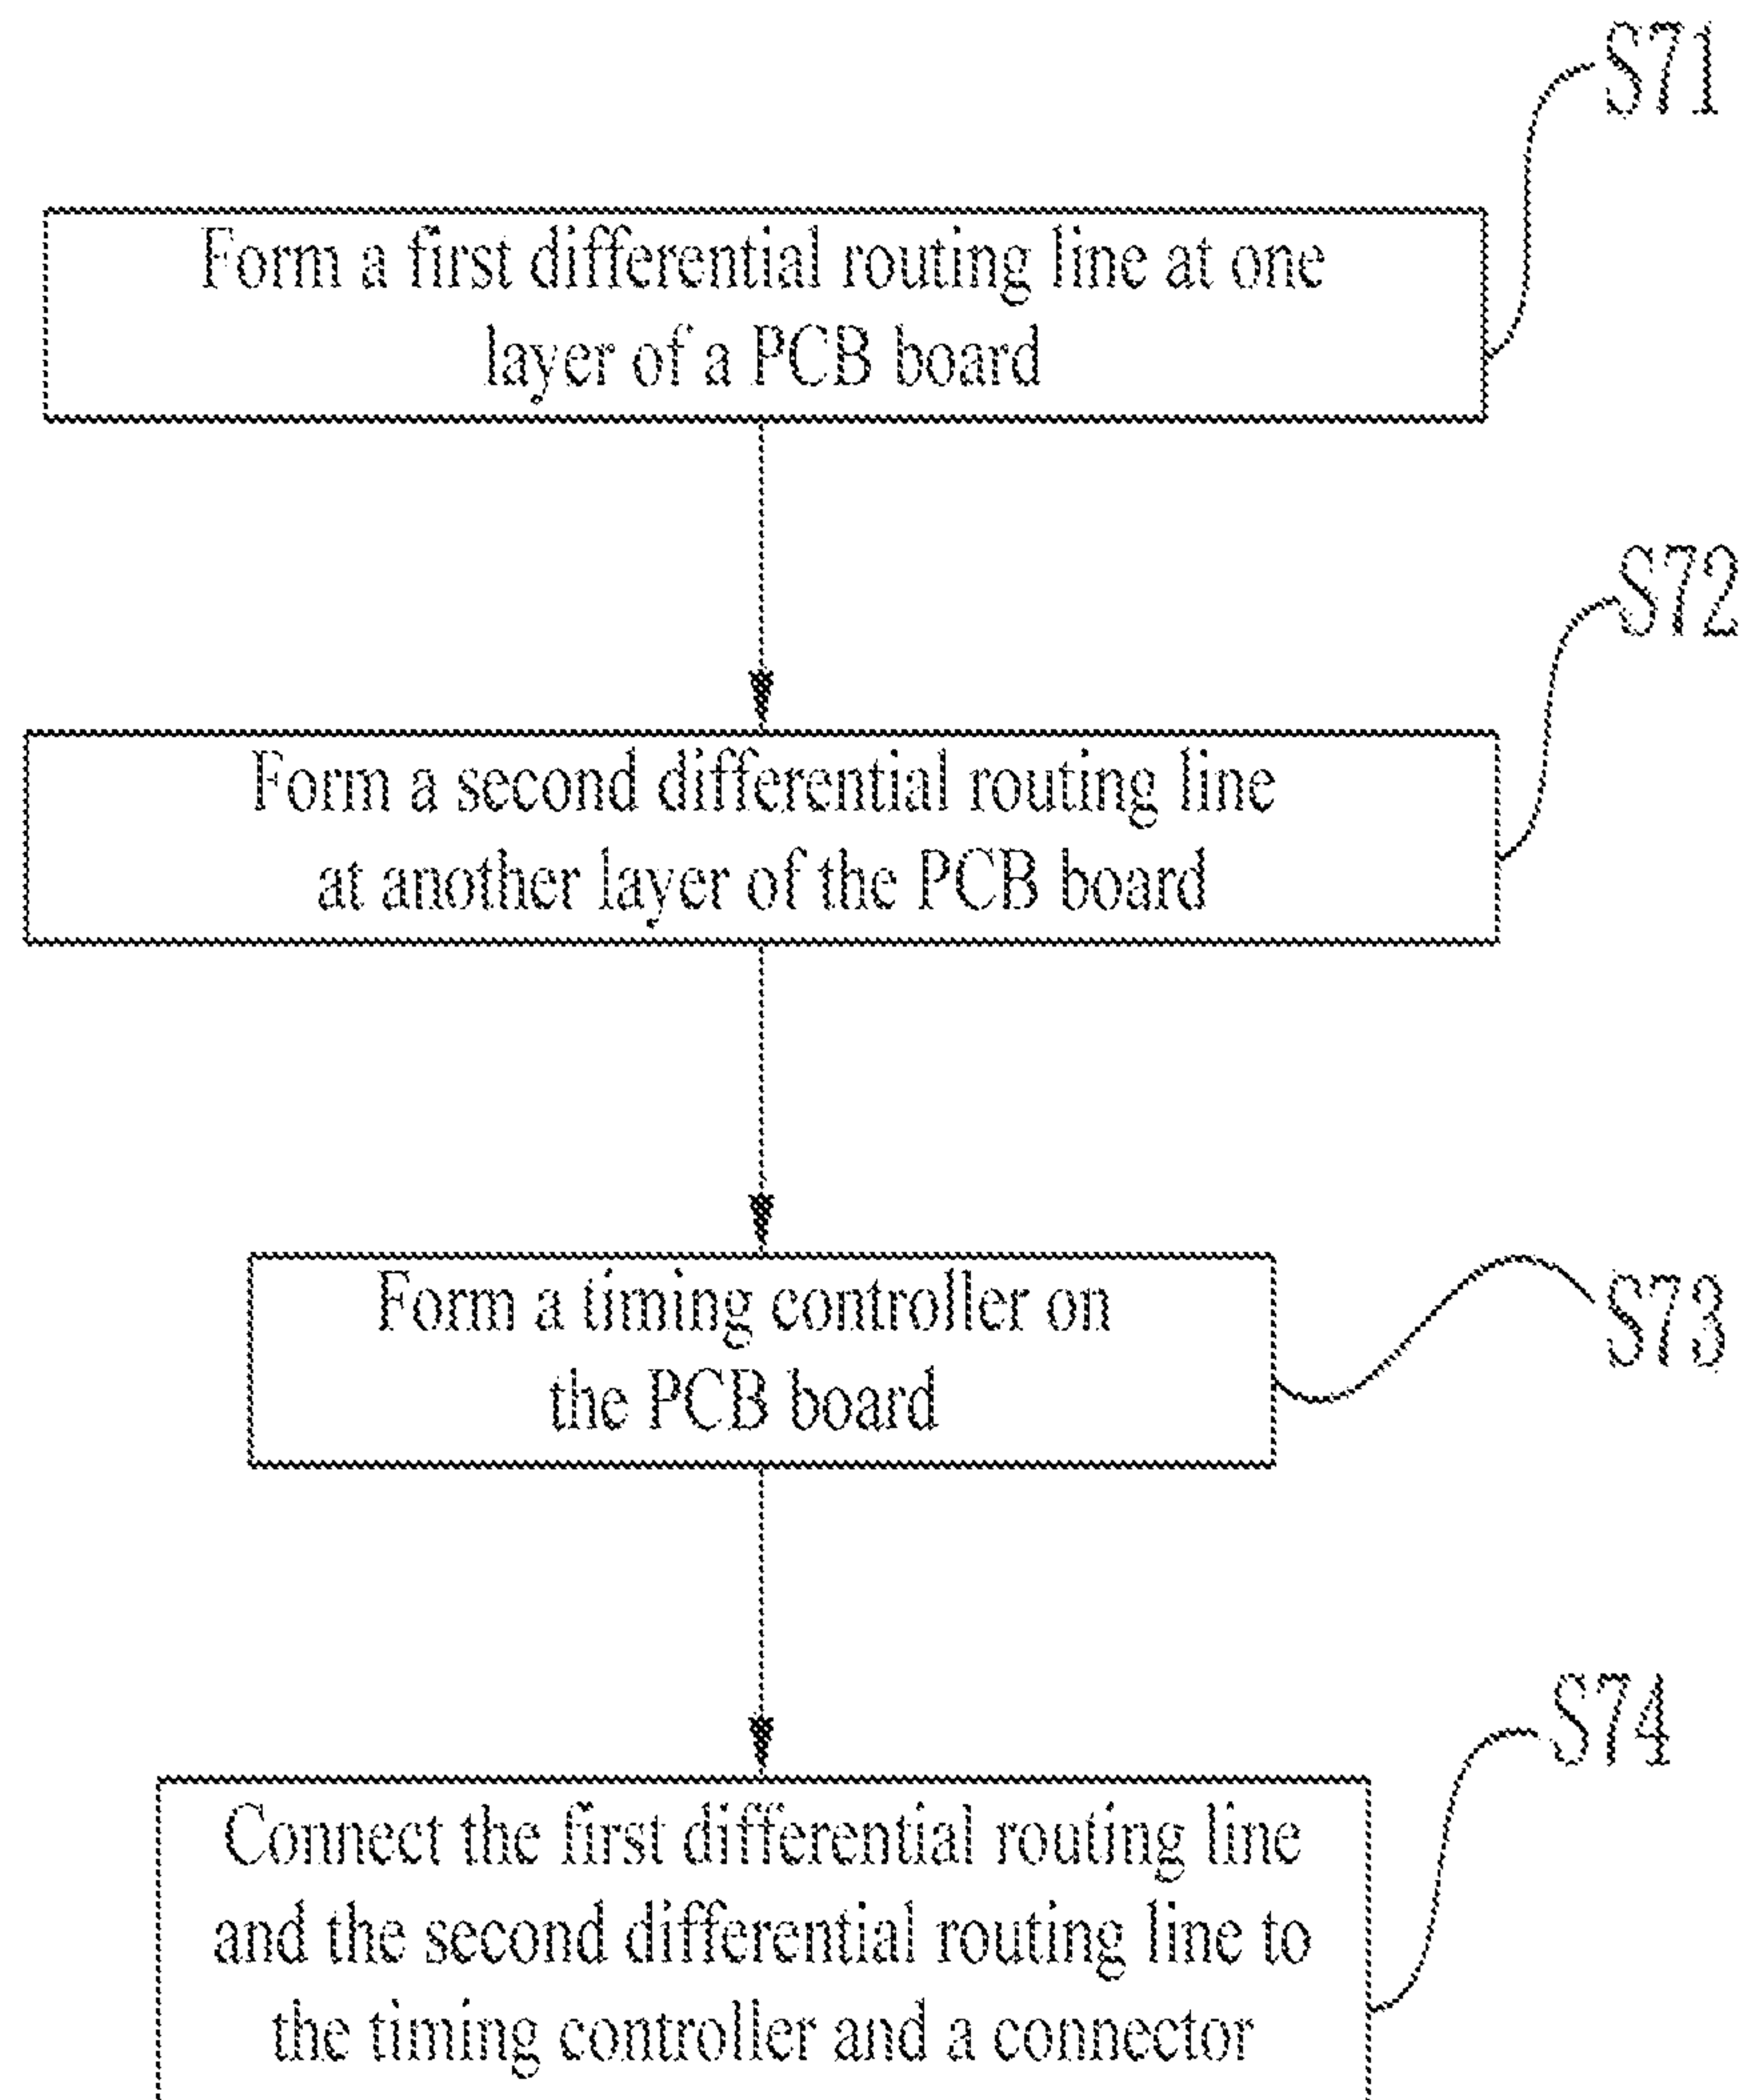 S71
Form a first differential routing line at one
layer of a PCB board
S72
Form a second differential routing line
at another layer of the PCB board
Form a timing controller on
the PCB board
S73
S74
Connect the first differential routing line
and the second differential routing line to
the timing controller and a connector